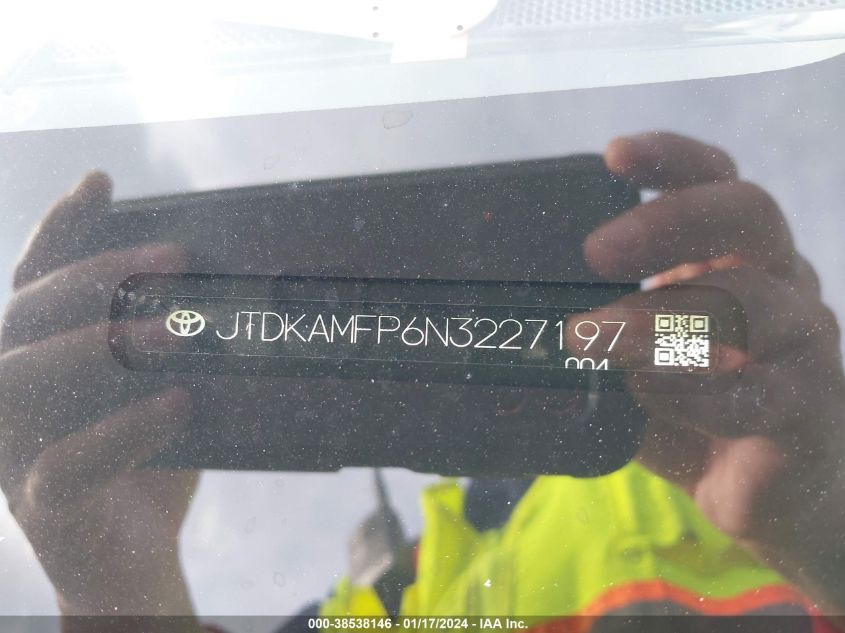 JTDKAMFP6N3227197
004
000-38538146 - 01/17/2024 - IAA Inc.